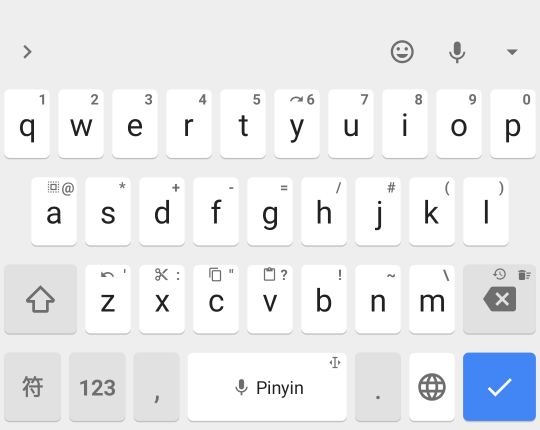 1 2 3 4 5 6 7 8 9 0
q w e r t y u i o p
@ * + - = / # ( )
a s d f g h j k l
' : " ? ! ~ \
z x c v b n m
符 123 , Pinyin .